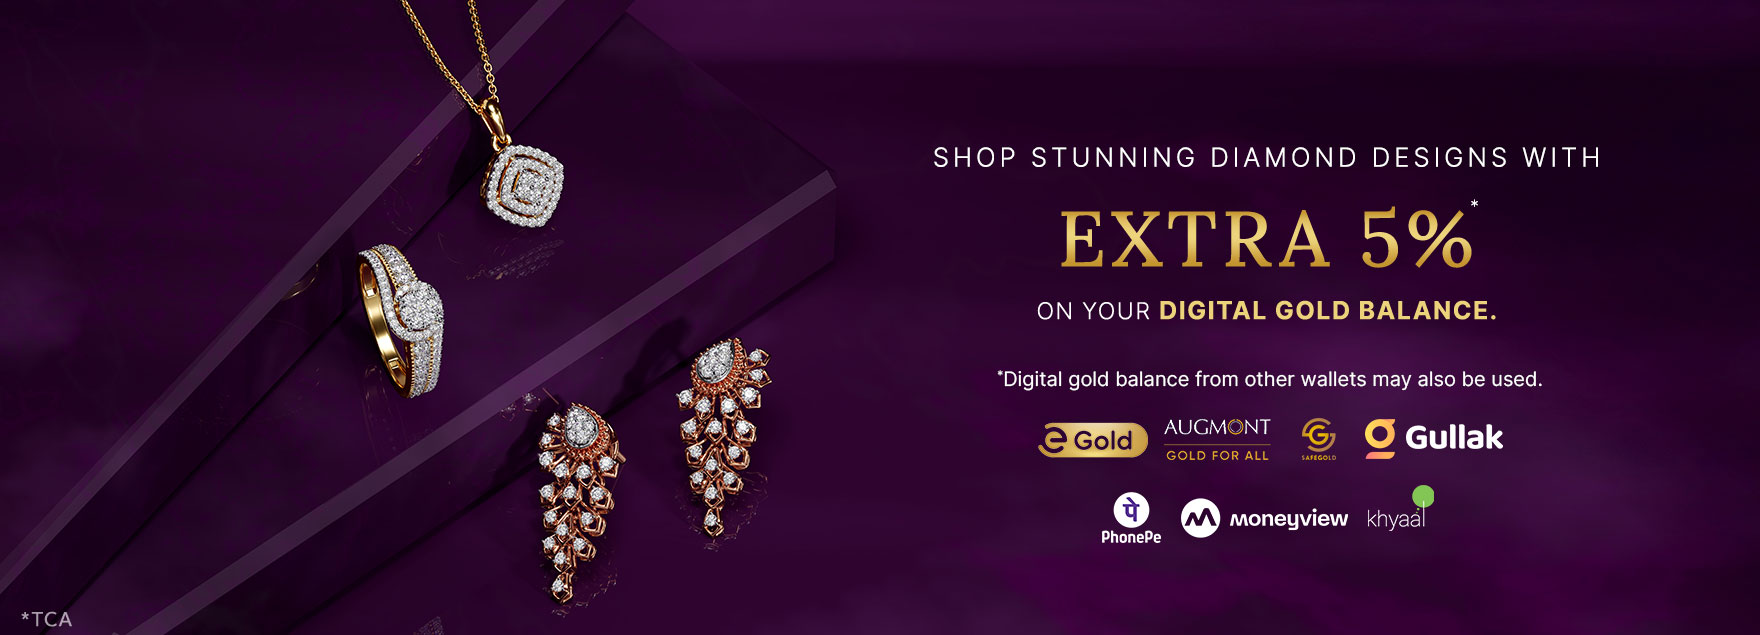 SHOP STUNNING DIAMOND DESIGNS WITH
EXTRA 5%*
ON YOUR DIGITAL GOLD BALANCE.
*Digital gold balance from other wallets may also be used.
e Gold
AUGMONT
GOLD FOR ALL
SAFEGOLD
Gullak
पे
PhonePe
moneyview
khyaal
*TCA